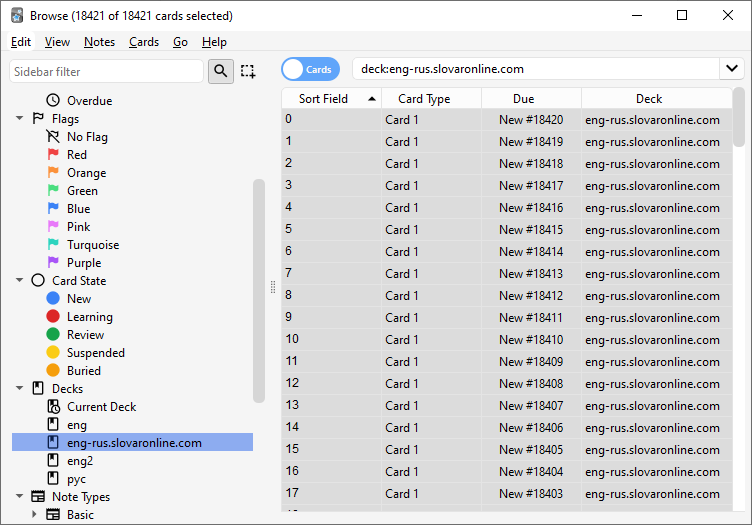 Browse (18421 of 18421 cards selected)
Edit View Notes Cards Go Help
Sidebar filter
Cards
deck:eng-rus.slovaronline.com
Overdue
Flags
No Flag
Red
Orange
Green
Blue
Pink
Turquoise
Purple
Card State
New
Learning
Review
Suspended
Buried
Decks
Current Deck
eng
eng-rus.slovaronline.com
eng2
рус
Note Types
Basic
Sort Field Card Type Due Deck
0 Card 1 New #18420 eng-rus.slovaronline.com
1 Card 1 New #18419 eng-rus.slovaronline.com
2 Card 1 New #18418 eng-rus.slovaronline.com
3 Card 1 New #18417 eng-rus.slovaronline.com
4 Card 1 New #18416 eng-rus.slovaronline.com
5 Card 1 New #18415 eng-rus.slovaronline.com
6 Card 1 New #18414 eng-rus.slovaronline.com
7 Card 1 New #18413 eng-rus.slovaronline.com
8 Card 1 New #18412 eng-rus.slovaronline.com
9 Card 1 New #18411 eng-rus.slovaronline.com
10 Card 1 New #18410 eng-rus.slovaronline.com
11 Card 1 New #18409 eng-rus.slovaronline.com
12 Card 1 New #18408 eng-rus.slovaronline.com
13 Card 1 New #18407 eng-rus.slovaronline.com
14 Card 1 New #18406 eng-rus.slovaronline.com
15 Card 1 New #18405 eng-rus.slovaronline.com
16 Card 1 New #18404 eng-rus.slovaronline.com
17 Card 1 New #18403 eng-rus.slovaronline.com